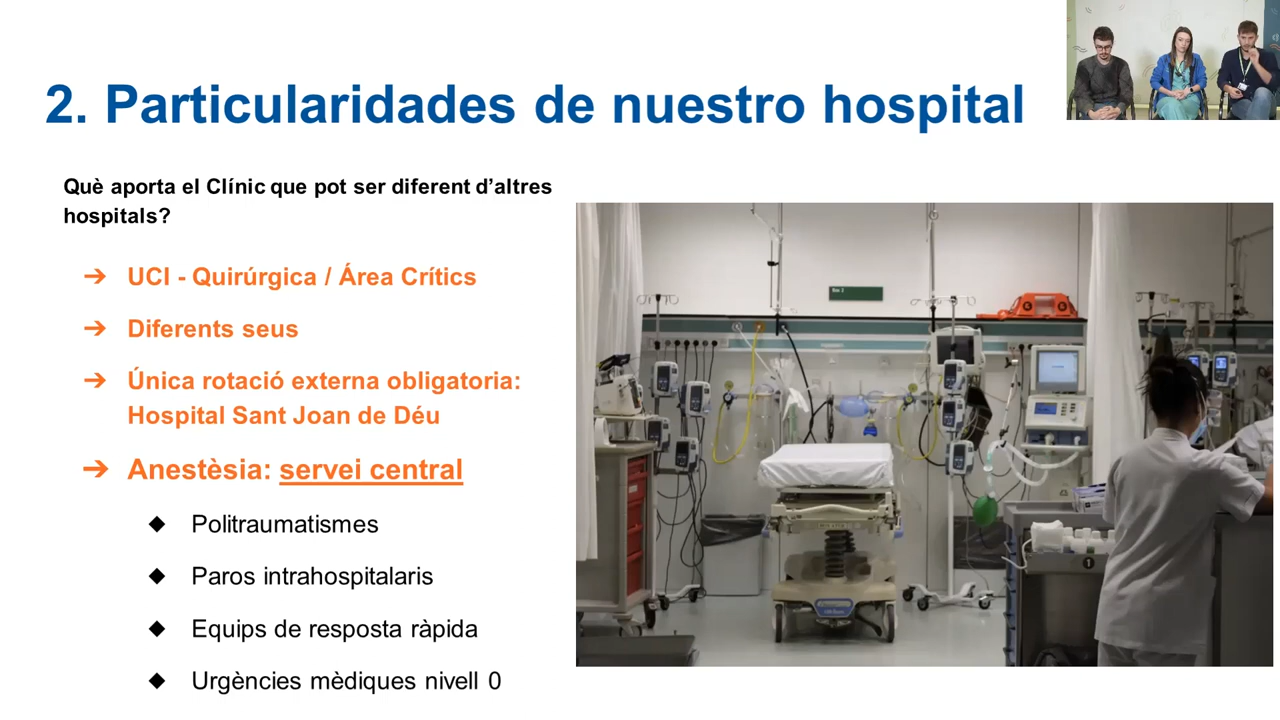 2. Particularidades de nuestro hospital
Què aporta el Clínic que pot ser diferent d'altres
hospitals?
➔ UCI - Quirúrgica / Área Crítics
➔ Diferents seus
➔ Única rotació externa obligatoria:
Hospital Sant Joan de Déu
➔ Anestèsia: servei central
◆ Politraumatismes
◆ Paros intrahospitalaris
◆ Equips de resposta ràpida
◆ Urgències mèdiques nivell 0
1